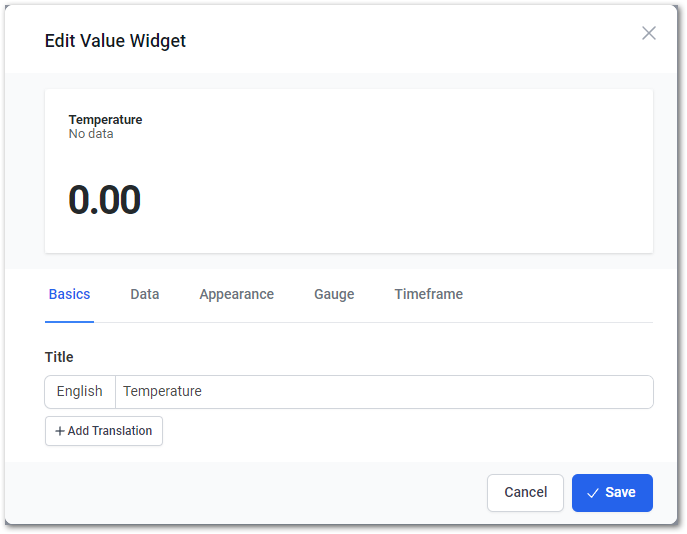 Edit Value Widget
Temperature
No data
0.00
Basics Data Appearance Gauge Timeframe
Title
English Temperature
+ Add Translation
Cancel Save